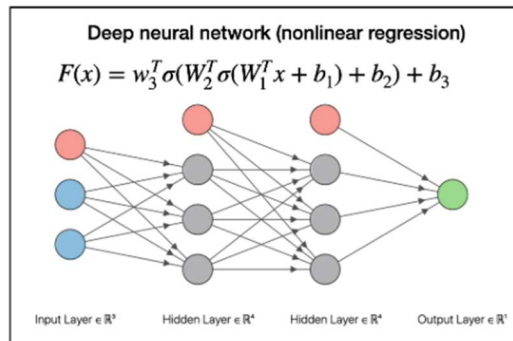 Deep neural network (nonlinear regression)
F(x) = w₃ᵀσ(W₂ᵀσ(W₁ᵀx + b₁) + b₂) + b₃
Input Layer ∈ ℝ³ Hidden Layer ∈ ℝ⁴ Hidden Layer ∈ ℝ⁴ Output Layer ∈ ℝ¹